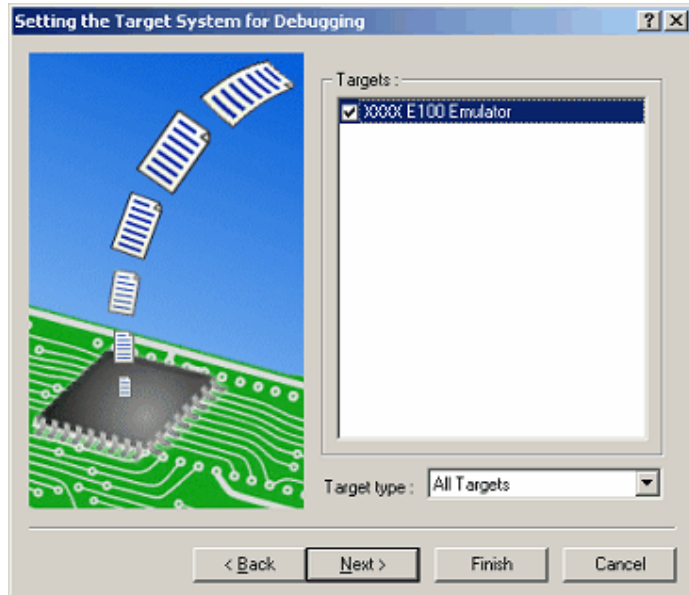 Setting the Target System for Debugging
Targets :
XXXX E100 Emulator
Target type :
All Targets
< Back
Next >
Finish
Cancel